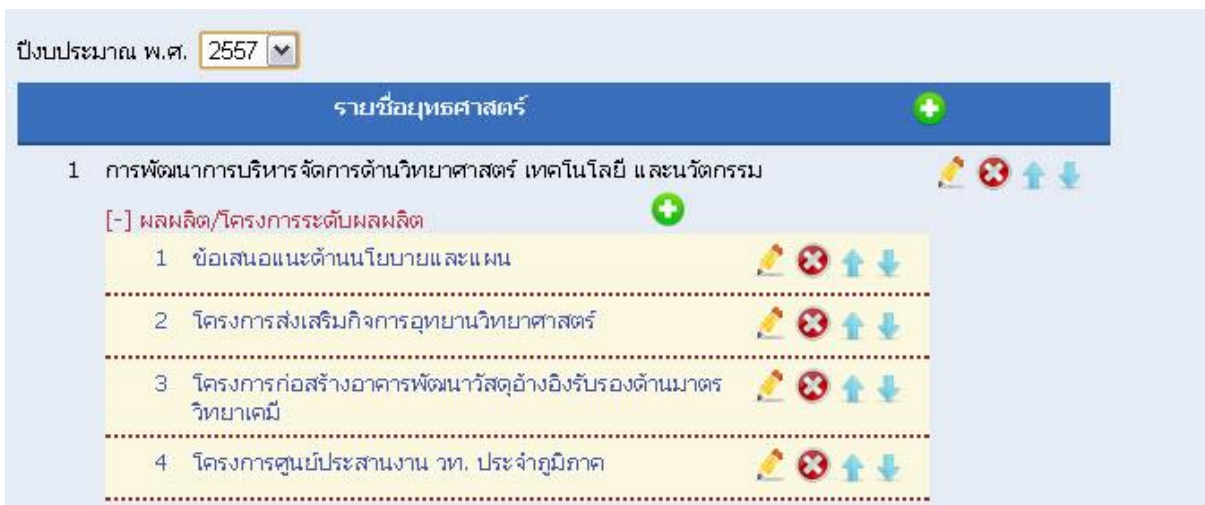 ปีงบประมาณ พ.ศ. 2557
รายชื่อยุทธศาสตร์
1 การพัฒนาการบริหารจัดการด้านวิทยาศาสตร์ เทคโนโลยี และนวัตกรรม
[-] ผลผลิต/โครงการระดับผลผลิต
1 ข้อเสนอแนะด้านนโยบายและแผน
2 โครงการส่งเสริมกิจการอุทยานวิทยาศาสตร์
3 โครงการก่อสร้างอาคารพัฒนาวัสดุอ้างอิงรับรองด้านมาตร
วิทยาเคมี
4 โครงการศูนย์ประสานงาน วท. ประจำภูมิภาค